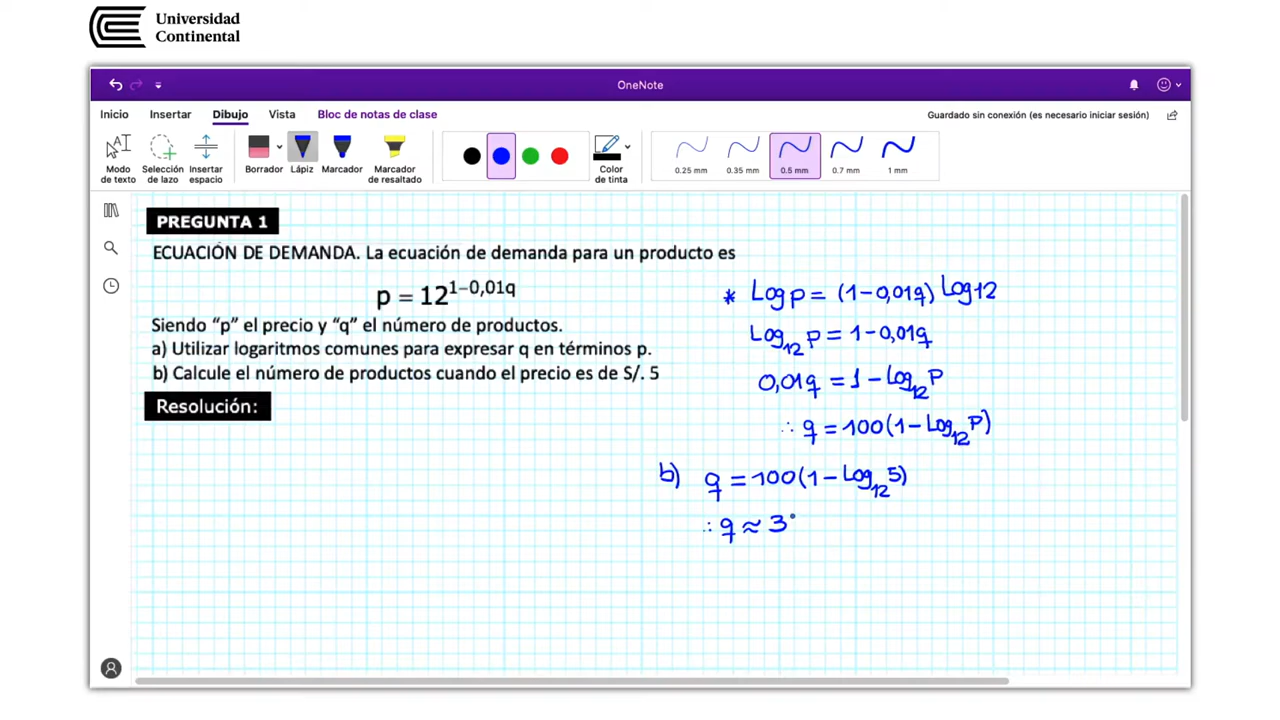 Universidad
Continental
OneNote
Inicio Insertar Dibujo Vista Bloc de notas de clase Guardado sin conexión (es necesario iniciar sesión)
Modo de texto
Selección de lazo
Insertar espacio
Borrador
Lápiz
Marcador
Marcador de resaltado
Color de tinta
0.25 mm
0.35 mm
0.5 mm
0.7 mm
1 mm
PREGUNTA 1
ECUACIÓN DE DEMANDA. La ecuación de demanda para un producto es
p = 12^(1−0,01q)
Siendo "p" el precio y "q" el número de productos.
a) Utilizar logaritmos comunes para expresar q en términos p.
b) Calcule el número de productos cuando el precio es de S/. 5
Resolución:
* Log p = (1−0,01q) Log 12
Log₁₂ p = 1−0,01q
0,01q = 1 − Log₁₂ p
∴ q = 100(1 − Log₁₂ p)
b) q = 100(1 − Log₁₂ 5)
∴ q ≈ 3